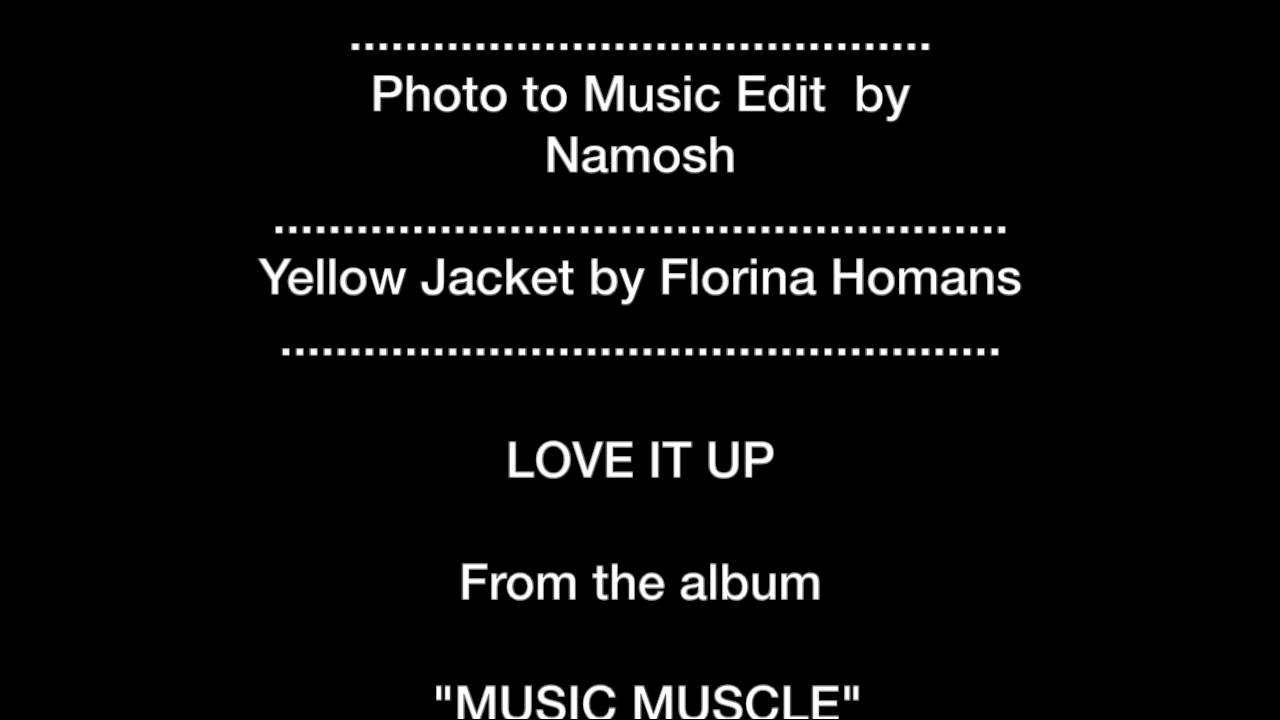 ..........................................
Photo to Music Edit  by
Namosh
.....................................................
Yellow Jacket by Florina Homans
....................................................
LOVE IT UP
From the album
"MUSIC MUSCLE"